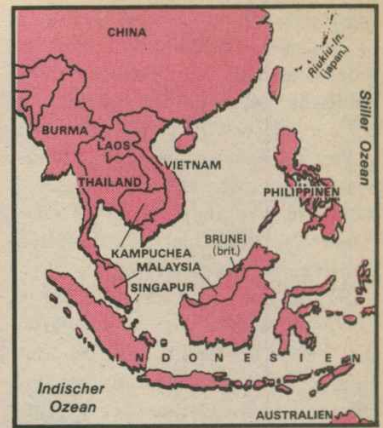 CHINA
Riukiu-In.
(japan.)
Stiller Ozean
BURMA
LAOS
VIETNAM
THAILAND
PHILIPPINEN
KAMPUCHEA
BRUNEI
(brit.)
MALAYSIA
SINGAPUR
INDONESIEN
Indischer
Ozean
AUSTRALIEN